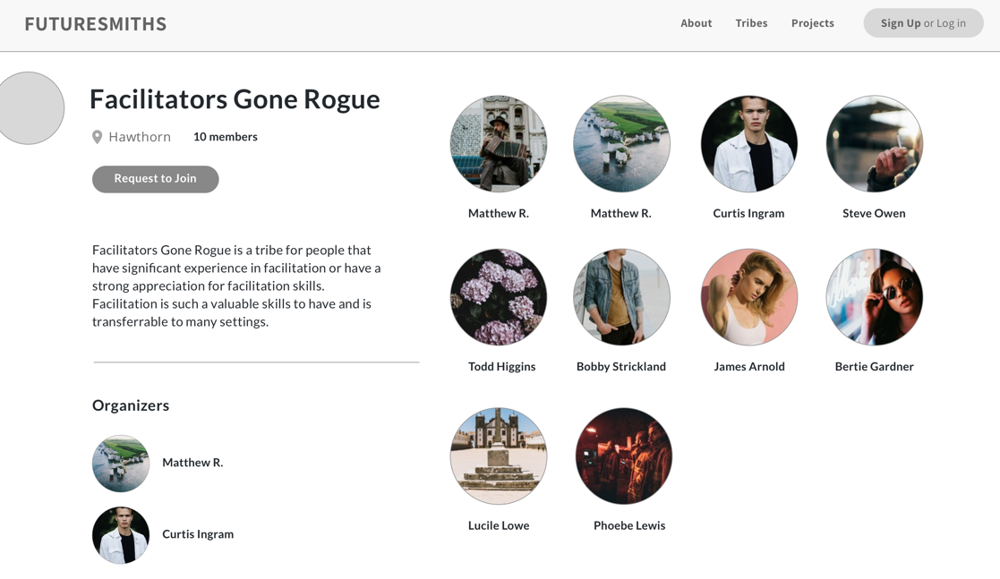 FUTURESMITHS
About Tribes Projects Sign Up or Log in
Facilitators Gone Rogue
Hawthorn 10 members
Request to Join
Facilitators Gone Rogue is a tribe for people that
have significant experience in facilitation or have a
strong appreciation for facilitation skills.
Facilitation is such a valuable skills to have and is
transferrable to many settings.
Organizers
Matthew R.
Curtis Ingram
Matthew R. Matthew R. Curtis Ingram Steve Owen
Todd Higgins Bobby Strickland James Arnold Bertie Gardner
Lucile Lowe Phoebe Lewis